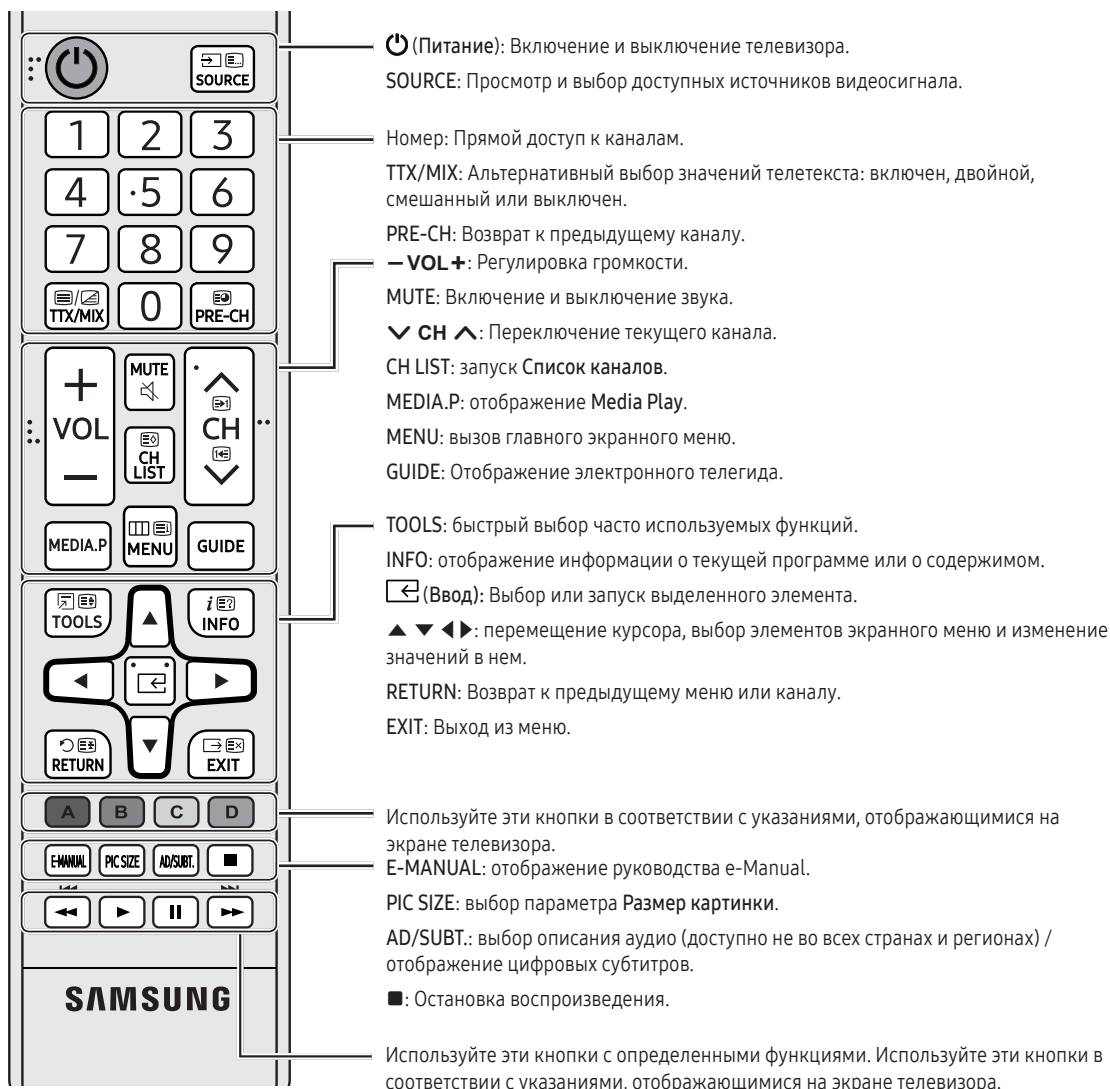 SOURCE
1 2 3
4 ·5 6
7 8 9
TTX/MIX 0 PRE-CH
+ VOL —
MUTE
CH LIST
CH
MEDIA.P MENU GUIDE
TOOLS INFO
RETURN EXIT
A B C D
E-MANUAL PIC SIZE AD/SUBT.
SAMSUNG
(Питание): Включение и выключение телевизора.
SOURCE: Просмотр и выбор доступных источников видеосигнала.
Номер: Прямой доступ к каналам.
TTX/MIX: Альтернативный выбор значений телетекста: включен, двойной,
смешанный или выключен.
PRE-CH: Возврат к предыдущему каналу.
— VOL +: Регулировка громкости.
MUTE: Включение и выключение звука.
CH : Переключение текущего канала.
CH LIST: запуск Список каналов.
MEDIA.P: отображение Media Play.
MENU: вызов главного экранного меню.
GUIDE: Отображение электронного телегида.
TOOLS: быстрый выбор часто используемых функций.
INFO: отображение информации о текущей программе или о содержимом.
(Ввод): Выбор или запуск выделенного элемента.
▲ ▼ ◀ ▶: перемещение курсора, выбор элементов экранного меню и изменение
значений в нем.
RETURN: Возврат к предыдущему меню или каналу.
EXIT: Выход из меню.
Используйте эти кнопки в соответствии с указаниями, отображающимися на
экране телевизора.
E-MANUAL: отображение руководства e-Manual.
PIC SIZE: выбор параметра Размер картинки.
AD/SUBT.: выбор описания аудио (доступно не во всех странах и регионах) /
отображение цифровых субтитров.
■: Остановка воспроизведения.
Используйте эти кнопки с определенными функциями. Используйте эти кнопки в
соответствии с указаниями, отображающимися на экране телевизора.